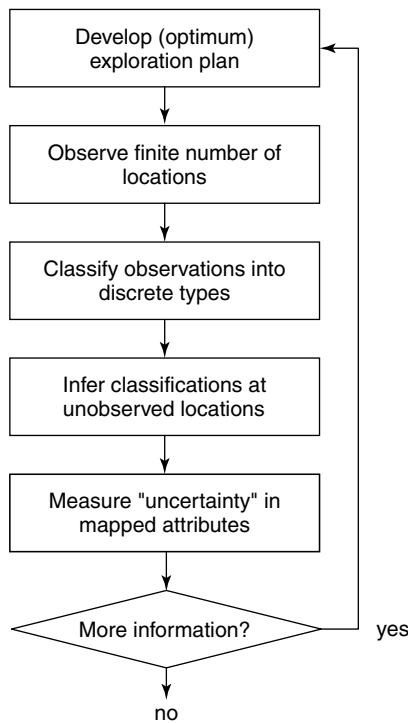 Develop (optimum)
exploration plan
Observe finite number of
locations
Classify observations into
discrete types
Infer classifications at
unobserved locations
Measure "uncertainty" in
mapped attributes
More information?
yes
no